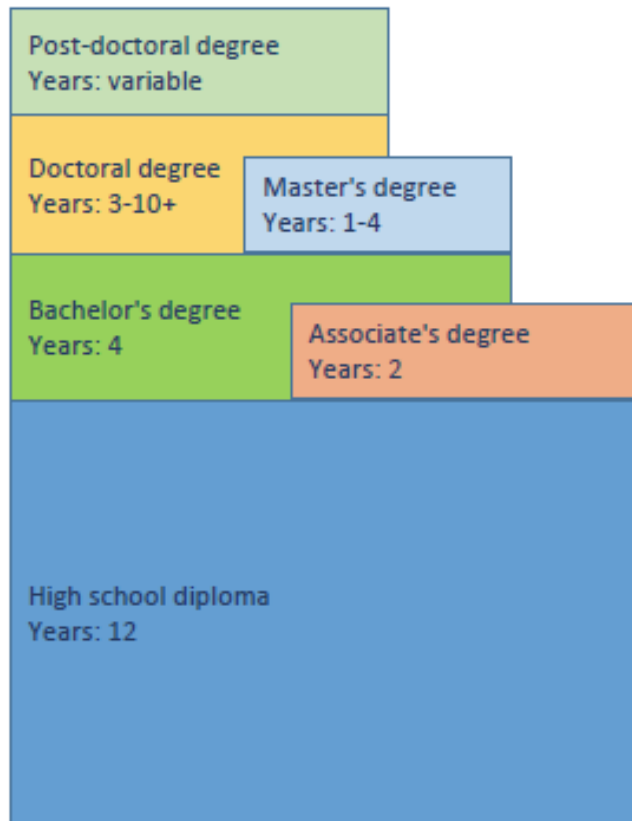 Post-doctoral degree
Years: variable
Doctoral degree
Years: 3-10+
Master's degree
Years: 1-4
Bachelor's degree
Years: 4
Associate's degree
Years: 2
High school diploma
Years: 12